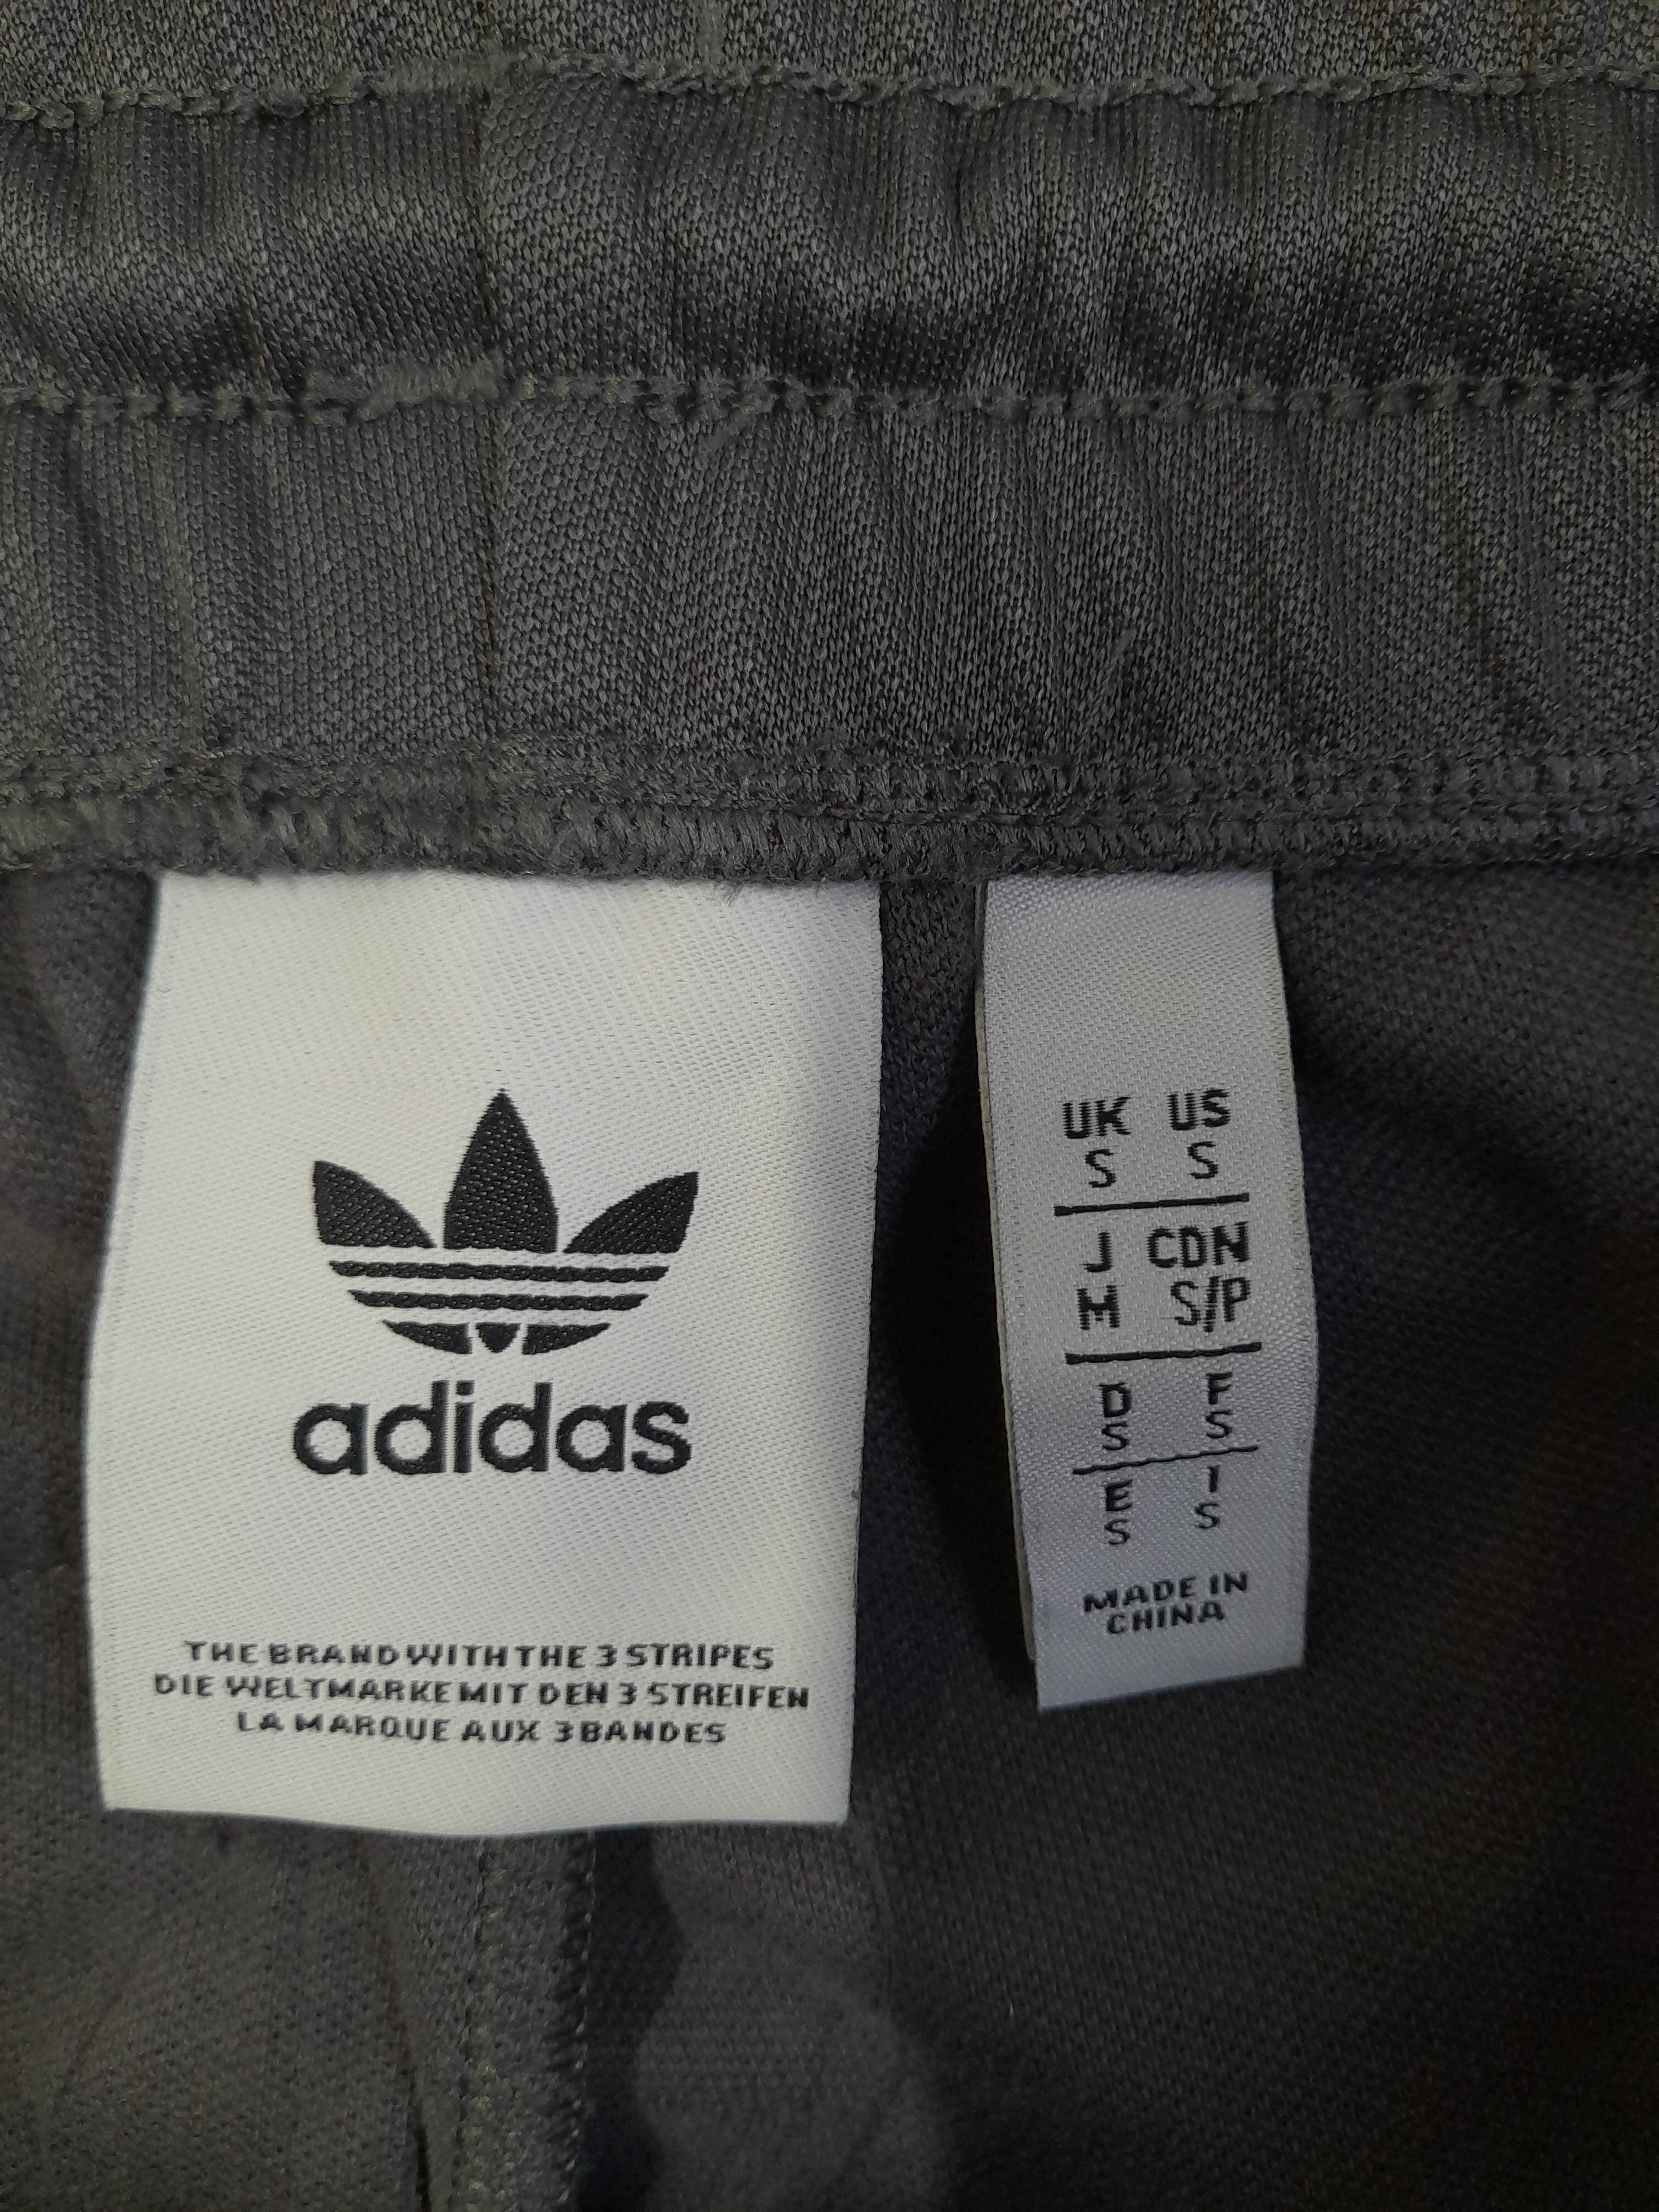 adidas
THE BRAND WITH THE 3 STRIPES
DIE WELTMARKE MIT DEN 3 STREIFEN
LA MARQUE AUX 3 BANDES
UK US
S S
J CDN
M S/P
D F
S S
E I
S S
MADE IN
CHINA